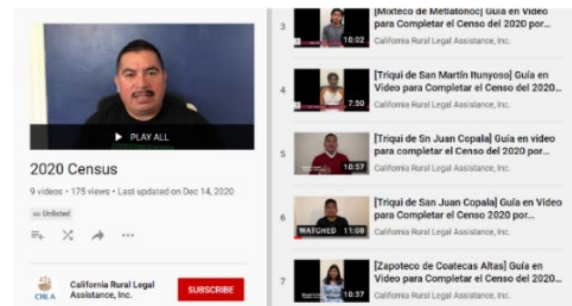 PLAY ALL
2020 Census
9 videos • 175 views • Last updated on Dec 14, 2020
Unlisted
CRLA
California Rural Legal
Assistance, Inc.
SUBSCRIBE
3
10:02
[Mixteco de Metlatonoc] Guía en Video
para Completar el Censo del 2020 por...
California Rural Legal Assistance, Inc.
4
7:50
[Triqui de San Martín Itunyoso] Guía en
Video para Completar el Censo del 2020...
California Rural Legal Assistance, Inc.
5
10:57
[Triqui de Sn Juan Copala] Guía en video
para completar el Censo del 2020 por...
California Rural Legal Assistance, Inc.
6
WATCHED 11:08
[Triqui de San Juan Copala] Guía en Video
para Completar el Censo 2020 por...
California Rural Legal Assistance, Inc.
7
10:37
[Zapoteco de Coatecas Altas] Guía en
Video para Completar el Censo del 2020...
California Rural Legal Assistance, Inc.